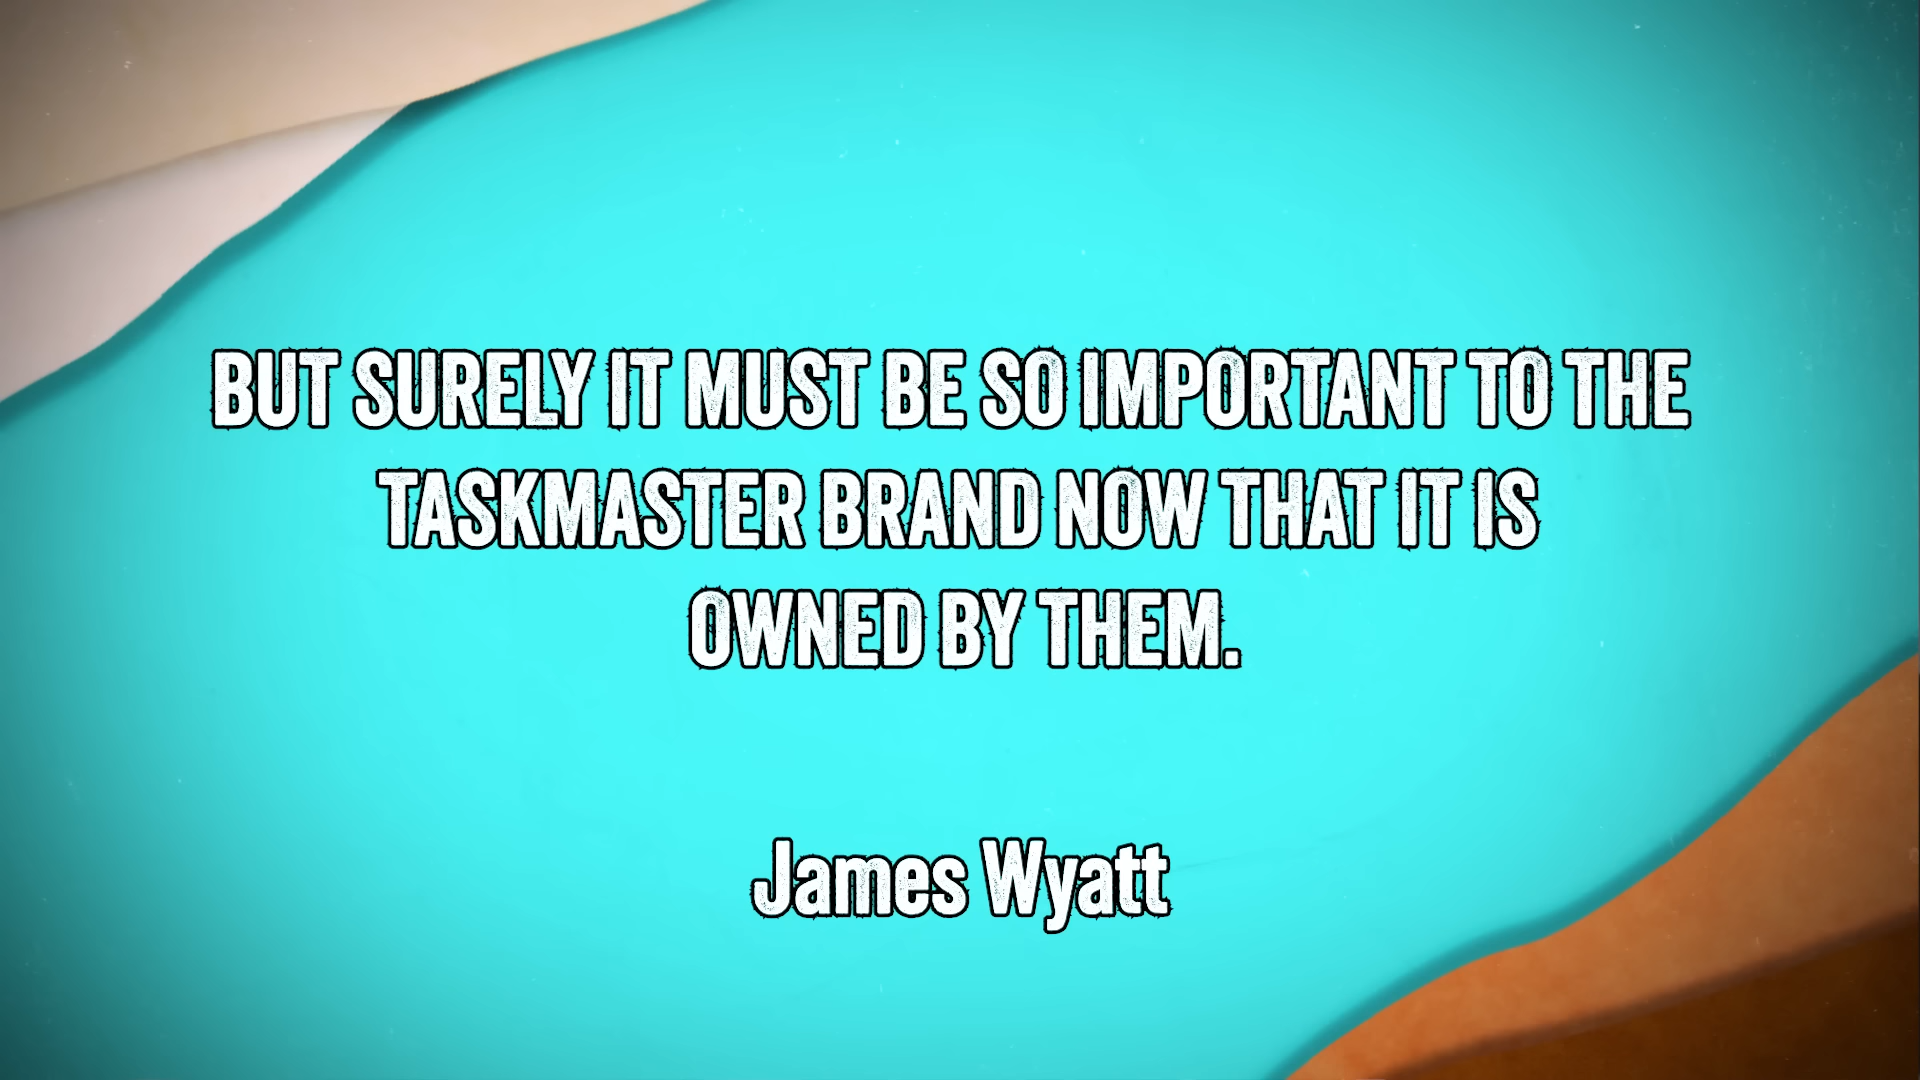 BUT SURELY IT MUST BE SO IMPORTANT TO THE
TASKMASTER BRAND NOW THAT IT IS
OWNED BY THEM.
James Wyatt